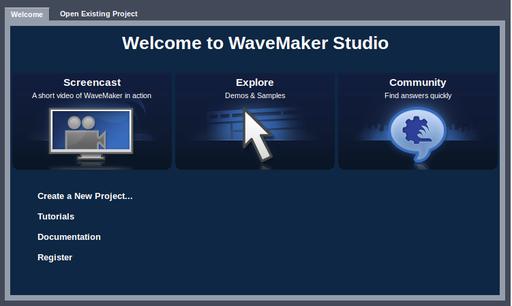 Welcome
Open Existing Project
Welcome to WaveMaker Studio
Screencast
A short video of WaveMaker in action
Explore
Demos & Samples
Community
Find answers quickly
Create a New Project...
Tutorials
Documentation
Register